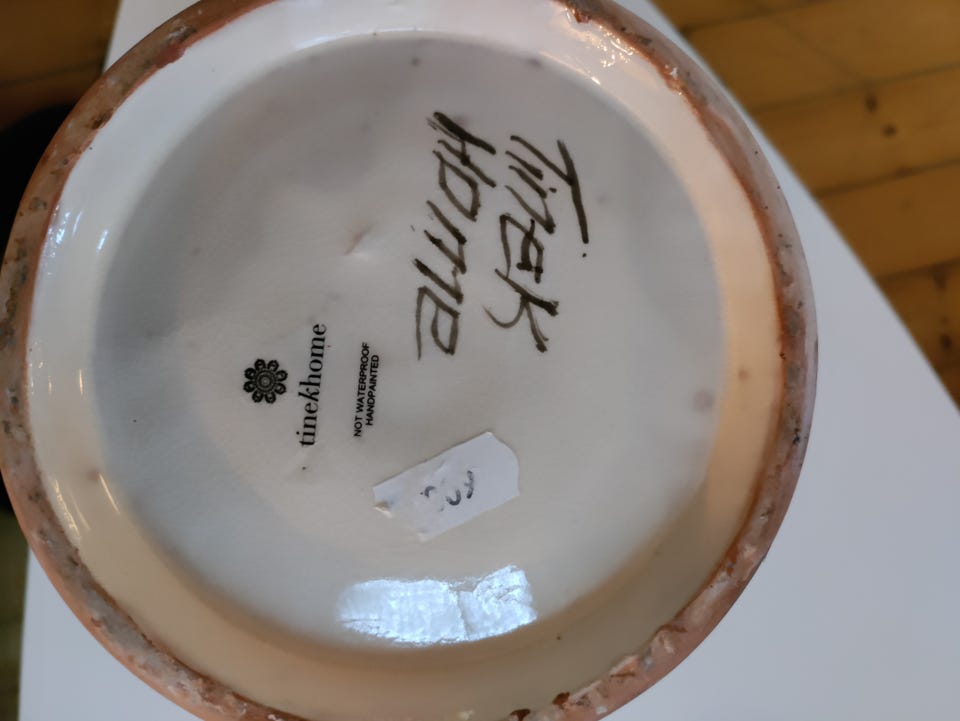 Tinek
HOME
tinekhome
NOT WATERPROOF
HANDPAINTED